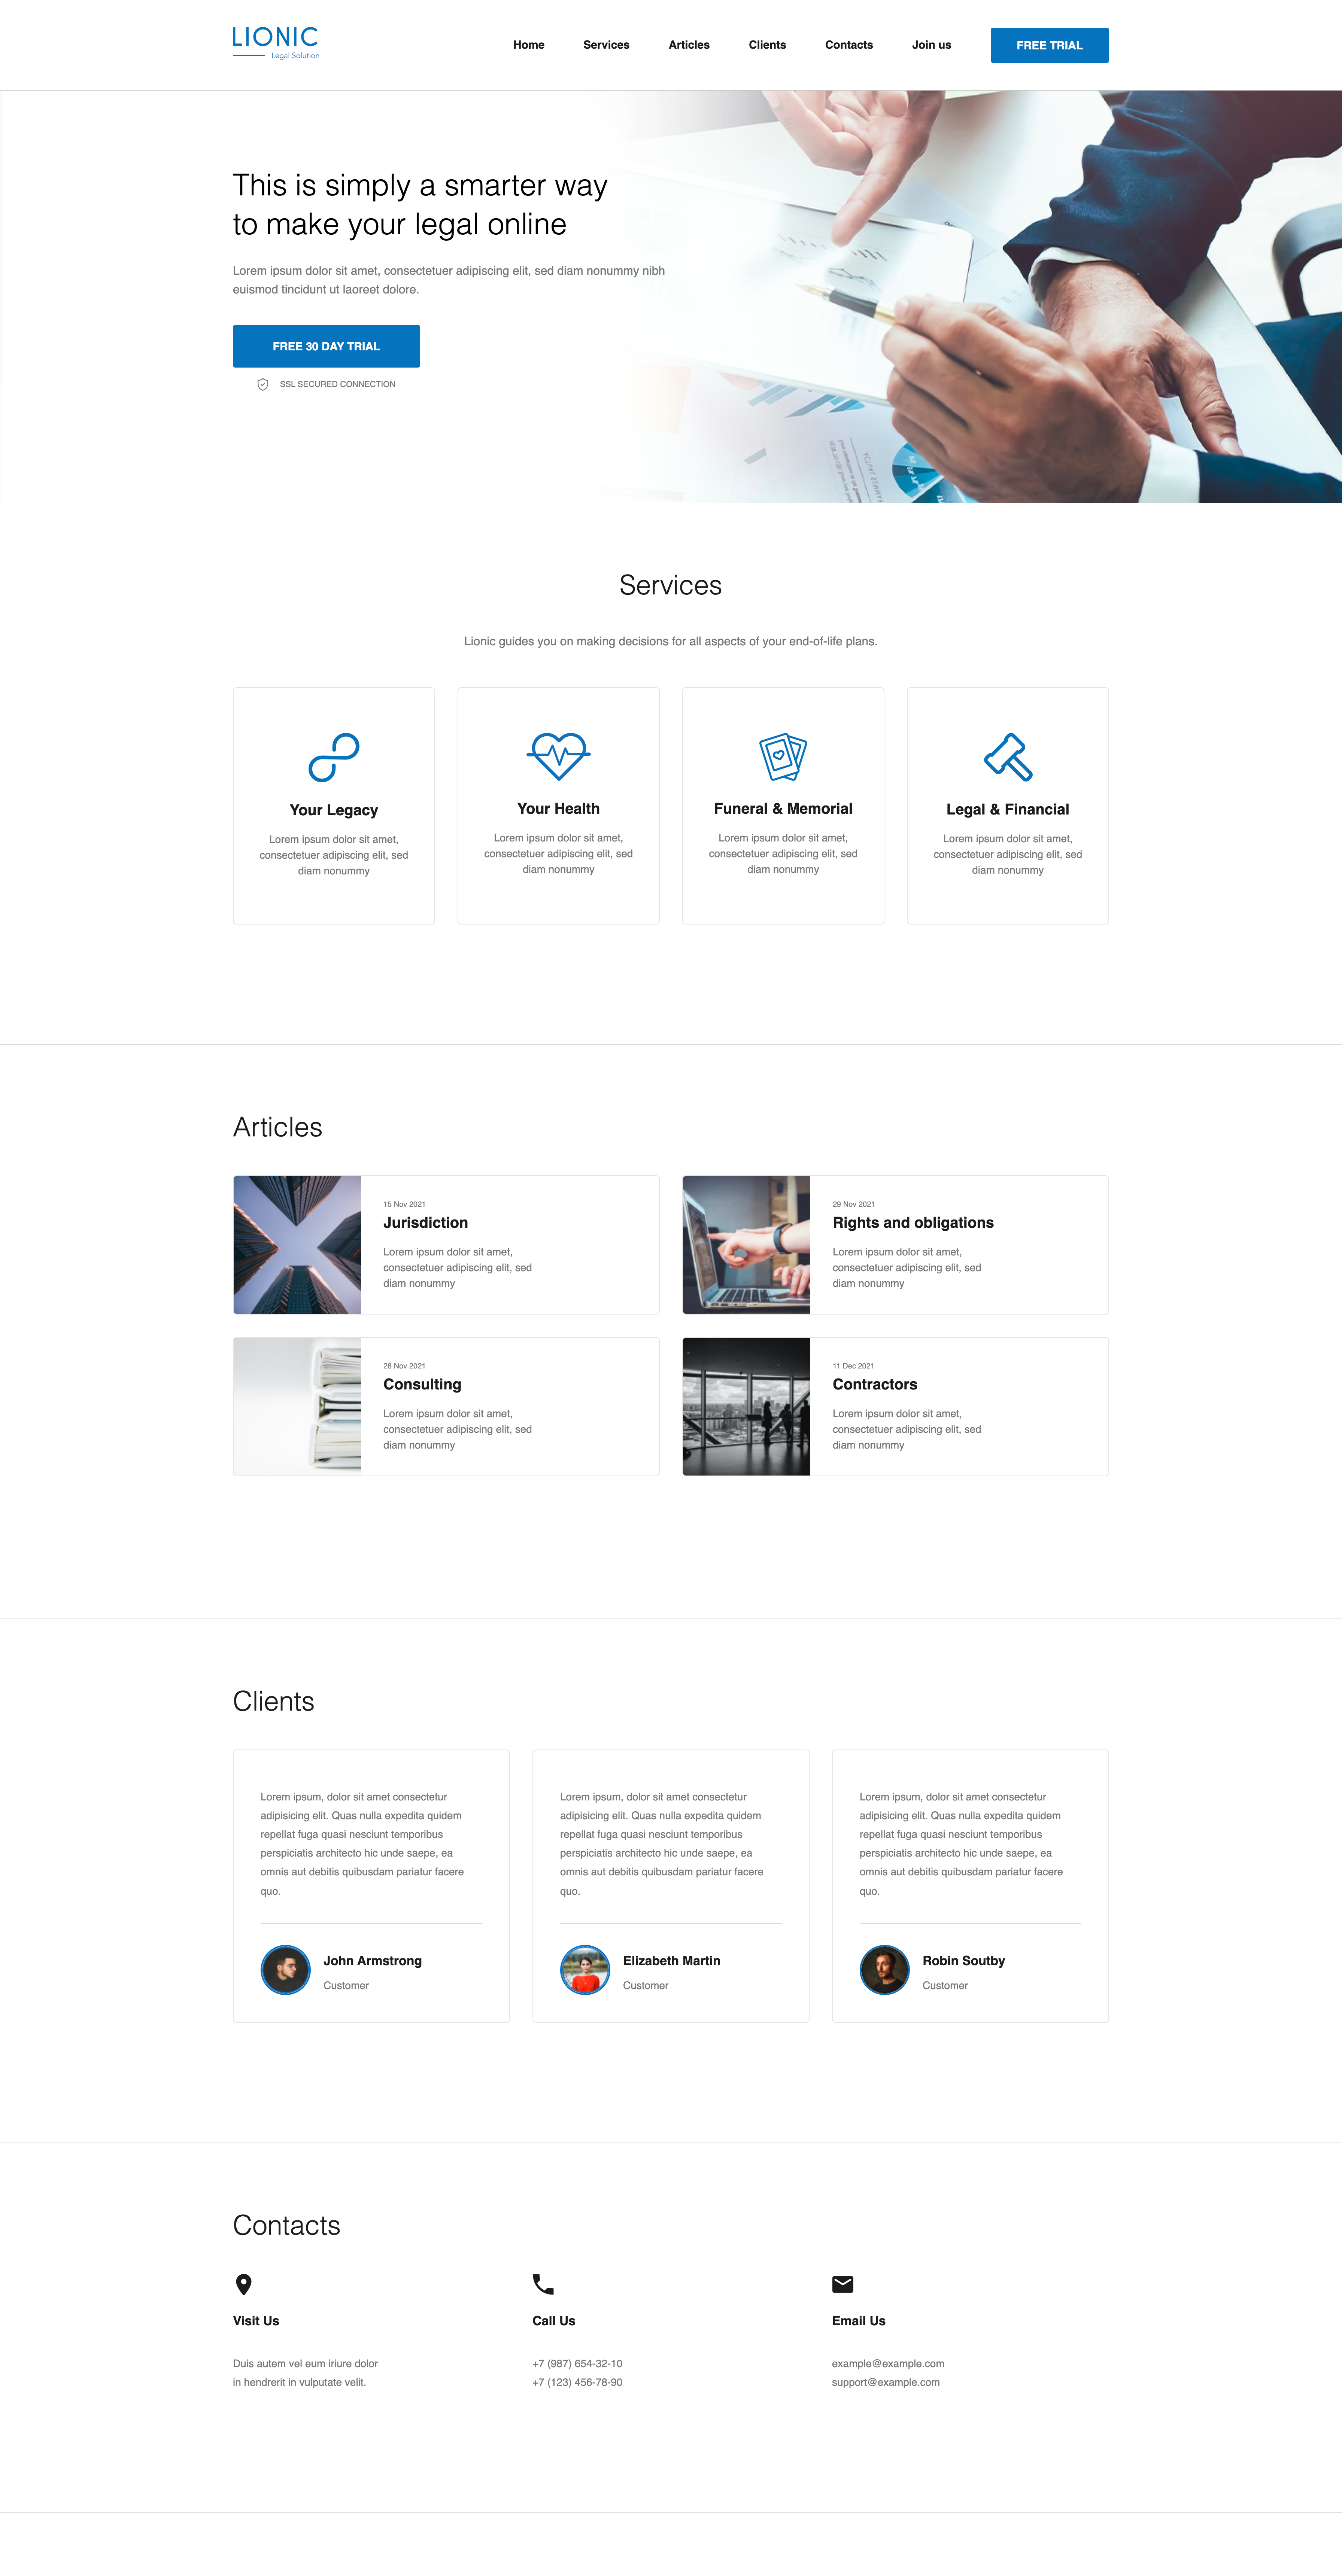 LIONIC
Legal Solution
Home Services Articles Clients Contacts Join us FREE TRIAL
This is simply a smarter way
to make your legal online
Lorem ipsum dolor sit amet, consectetuer adipiscing elit, sed diam nonummy nibh
euismod tincidunt ut laoreet dolore.
FREE 30 DAY TRIAL
SSL SECURED CONNECTION
Services
Lionic guides you on making decisions for all aspects of your end-of-life plans.
Your Legacy
Lorem ipsum dolor sit amet,
consectetuer adipiscing elit, sed
diam nonummy
Your Health
Lorem ipsum dolor sit amet,
consectetuer adipiscing elit, sed
diam nonummy
Funeral & Memorial
Lorem ipsum dolor sit amet,
consectetuer adipiscing elit, sed
diam nonummy
Legal & Financial
Lorem ipsum dolor sit amet,
consectetuer adipiscing elit, sed
diam nonummy
Articles
15 Nov 2021
Jurisdiction
Lorem ipsum dolor sit amet,
consectetuer adipiscing elit, sed
diam nonummy
29 Nov 2021
Rights and obligations
Lorem ipsum dolor sit amet,
consectetuer adipiscing elit, sed
diam nonummy
28 Nov 2021
Consulting
Lorem ipsum dolor sit amet,
consectetuer adipiscing elit, sed
diam nonummy
11 Dec 2021
Contractors
Lorem ipsum dolor sit amet,
consectetuer adipiscing elit, sed
diam nonummy
Clients
Lorem ipsum, dolor sit amet consectetur
adipisicing elit. Quas nulla expedita quidem
repellat fuga quasi nesciunt temporibus
perspiciatis architecto hic unde saepe, ea
omnis aut debitis quibusdam pariatur facere
quo.
John Armstrong
Customer
Lorem ipsum, dolor sit amet consectetur
adipisicing elit. Quas nulla expedita quidem
repellat fuga quasi nesciunt temporibus
perspiciatis architecto hic unde saepe, ea
omnis aut debitis quibusdam pariatur facere
quo.
Elizabeth Martin
Customer
Lorem ipsum, dolor sit amet consectetur
adipisicing elit. Quas nulla expedita quidem
repellat fuga quasi nesciunt temporibus
perspiciatis architecto hic unde saepe, ea
omnis aut debitis quibusdam pariatur facere
quo.
Robin Soutby
Customer
Contacts
Visit Us
Duis autem vel eum iriure dolor
in hendrerit in vulputate velit.
Call Us
+7 (987) 654-32-10
+7 (123) 456-78-90
Email Us
example@example.com
support@example.com